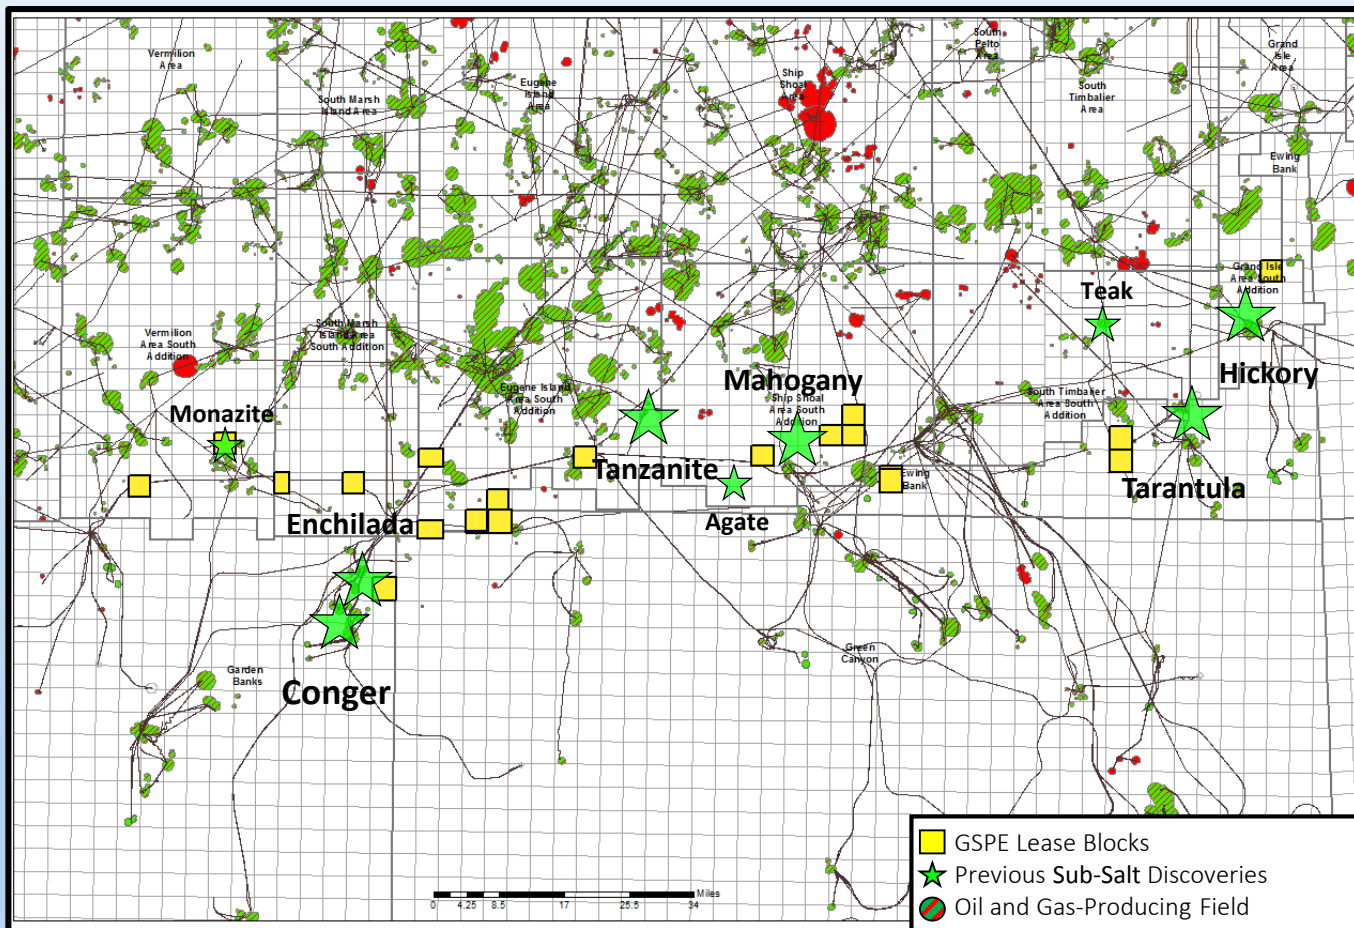 Vermilion
Area
South Marsh
Island Area
Eugene
Island
Area
Ship
Shoal
Area
South
Pelto
Area
South
Timbalier
Area
Grand
Isle
Area
Ewing
Bank
Grand Isle
Area South
Addition
Teak
Hickory
Vermilion
Area South
Addition
South Marsh
Island Area
South Addition
Eugene Island
Area South
Addition
Mahogany
Ship Shoal
Area South
Addition
South Timbalier
Area South
Addition
Monazite
Tanzanite
Ewing
Bank
Tarantula
Enchilada
Agate
Garden
Banks
Conger
Green
Canyon
Miles
0 4.25 8.5 17 25.5 34
GSPE Lease Blocks
Previous Sub-Salt Discoveries
Oil and Gas-Producing Field